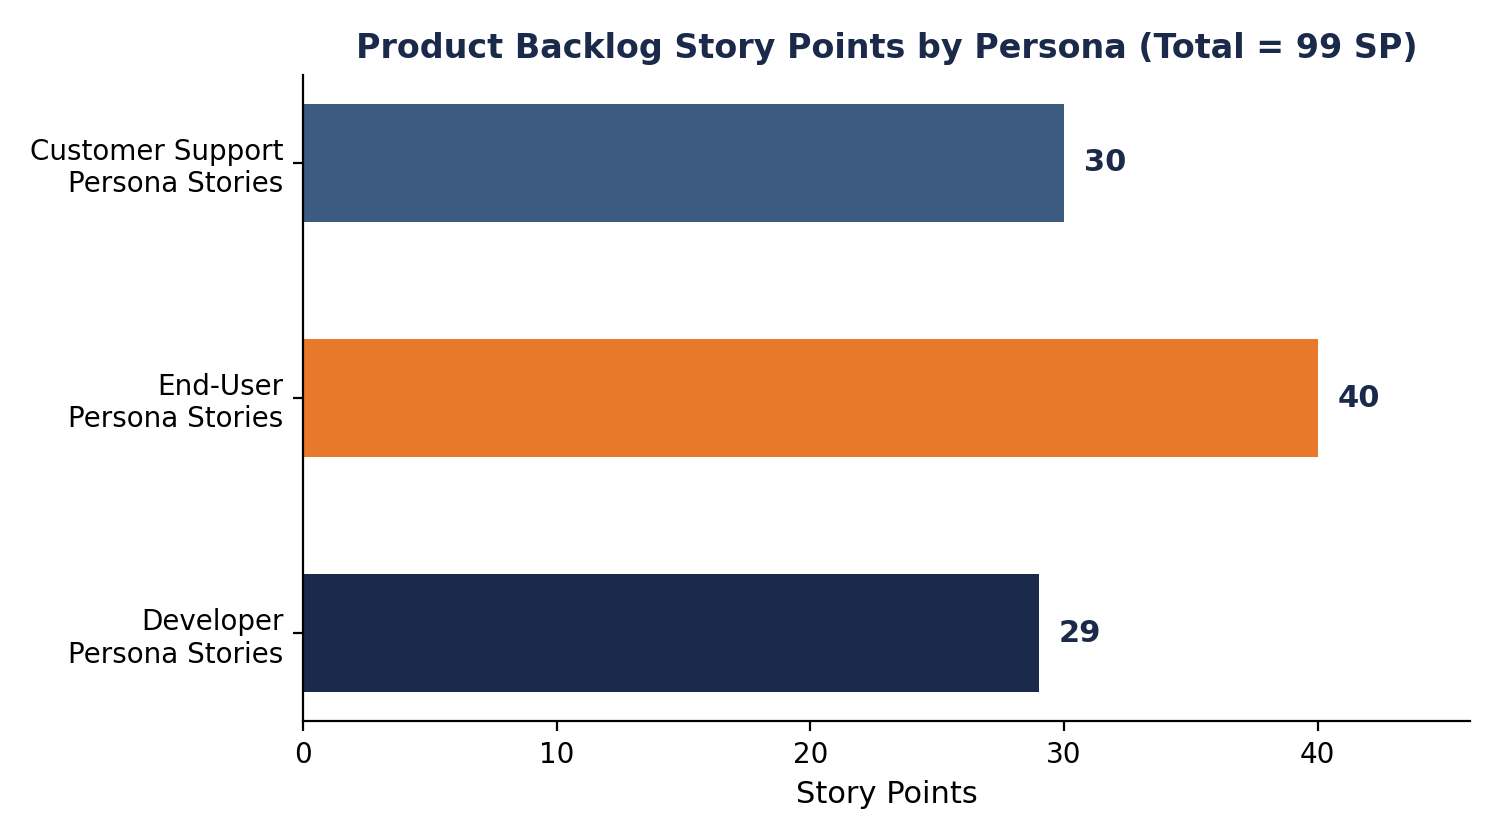 Product Backlog Story Points by Persona (Total = 99 SP)
Customer Support
Persona Stories
30
End-User
Persona Stories
40
Developer
Persona Stories
29
0 10 20 30 40
Story Points